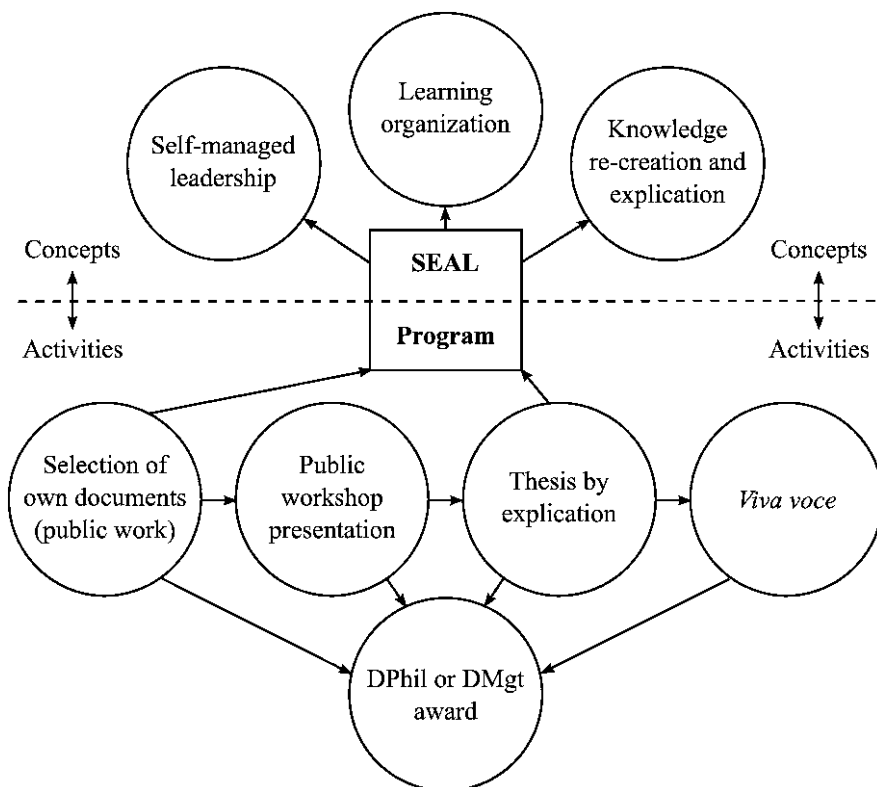 Learning
organization
Self-managed
leadership
Knowledge
re-creation and
explication
Concepts
Activities
SEAL
Program
Concepts
Activities
Selection of
own documents
(public work)
Public
workshop
presentation
Thesis by
explication
Viva voce
DPhil or DMgt
award